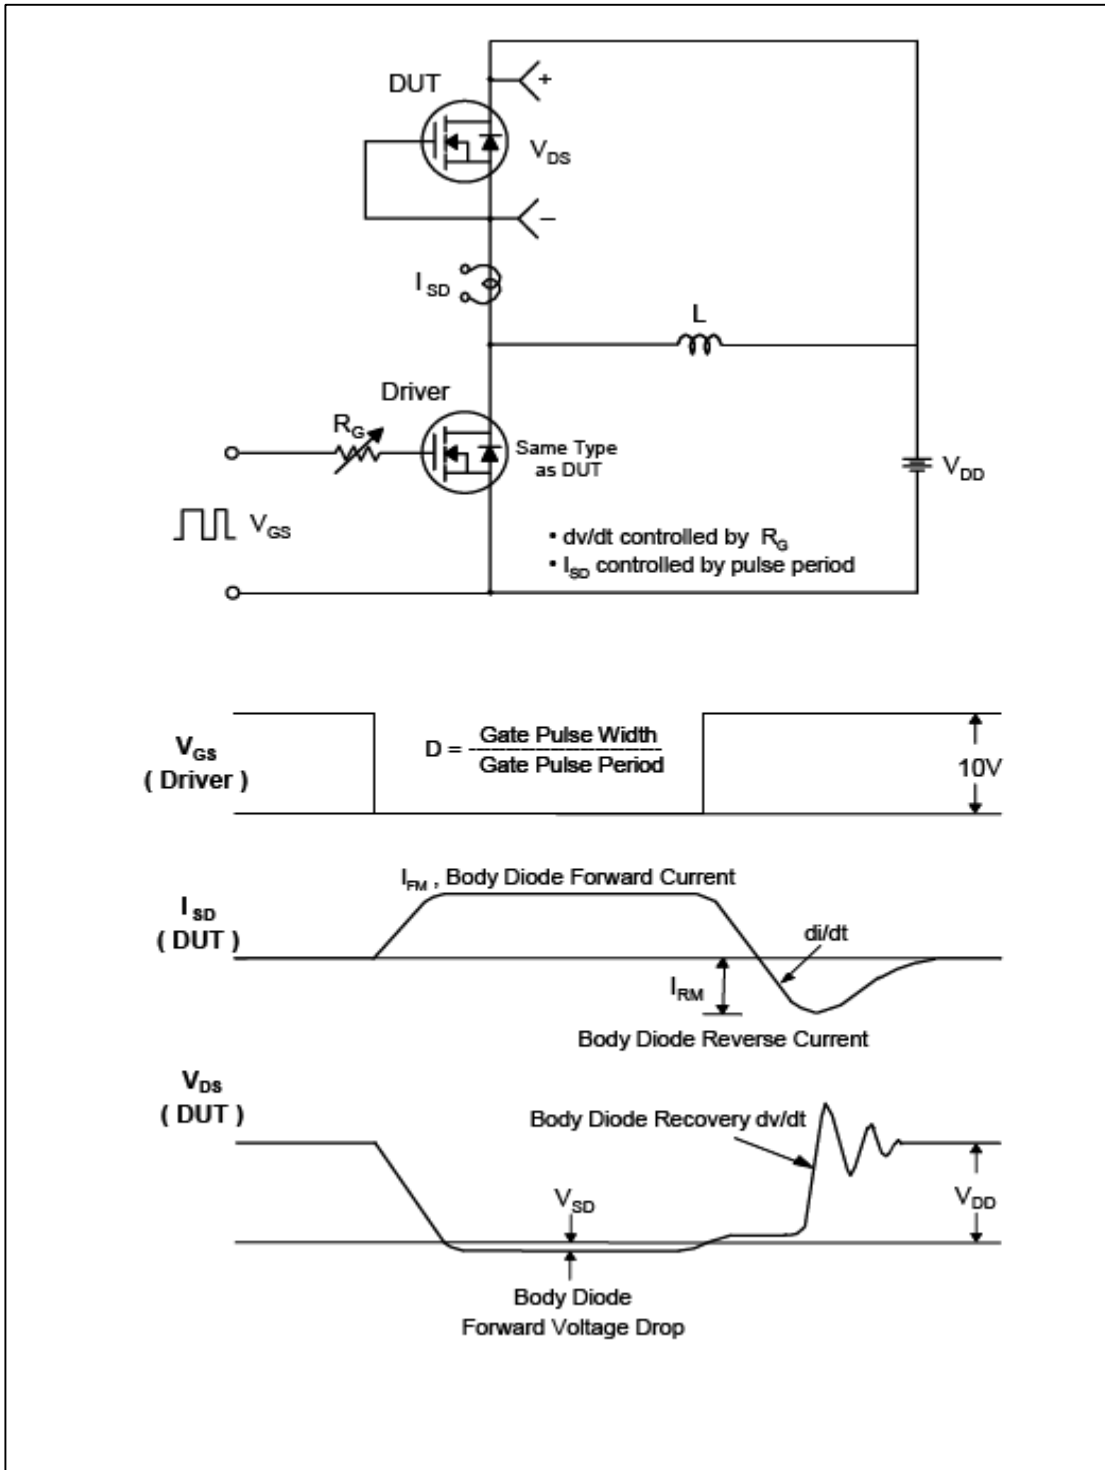 DUT
+
V_DS
–
I_SD
L
Driver
R_G
Same Type
as DUT
V_DD
V_GS
• dv/dt controlled by R_G
• I_SD controlled by pulse period
V_GS
( Driver )
D = Gate Pulse Width
Gate Pulse Period
10V
I_FM , Body Diode Forward Current
I_SD
( DUT )
di/dt
I_RM
Body Diode Reverse Current
V_DS
( DUT )
Body Diode Recovery dv/dt
V_SD
V_DD
Body Diode
Forward Voltage Drop